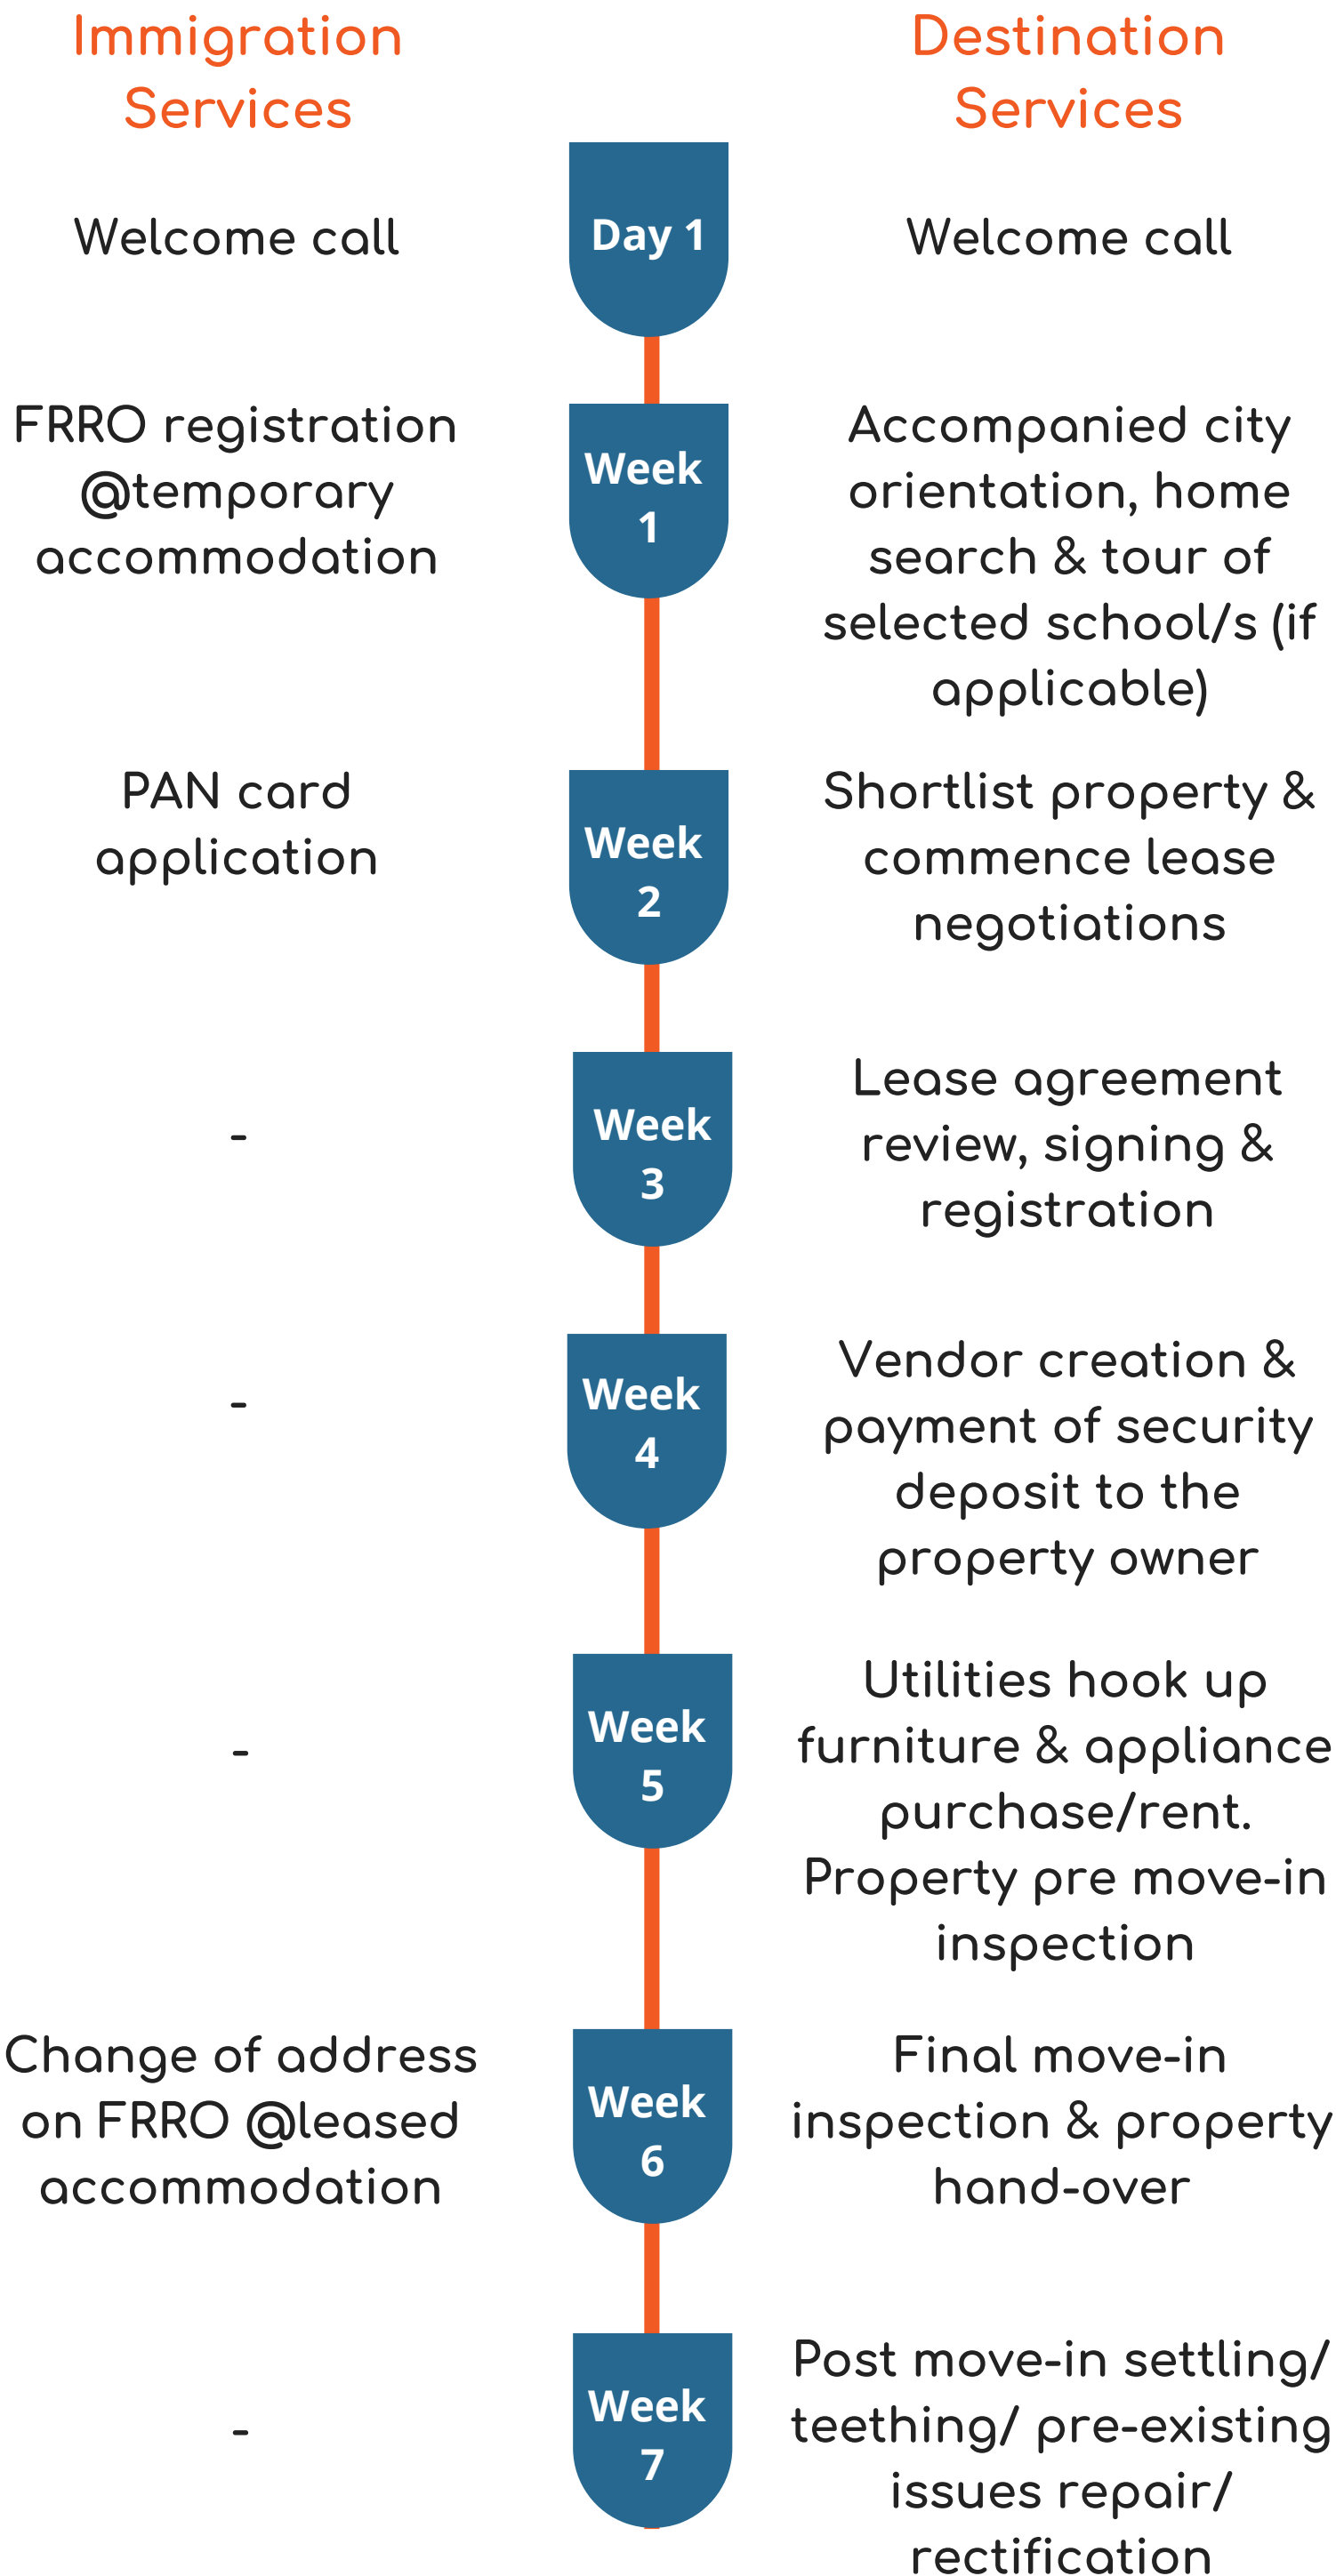 Immigration
Services
Destination
Services
Welcome call
Day 1
Welcome call
FRRO registration
@temporary
accommodation
Week
1
Accompanied city
orientation, home
search & tour of
selected school/s (if
applicable)
PAN card
application
Week
2
Shortlist property &
commence lease
negotiations
-
Week
3
Lease agreement
review, signing &
registration
-
Week
4
Vendor creation &
payment of security
deposit to the
property owner
-
Week
5
Utilities hook up
furniture & appliance
purchase/rent.
Property pre move-in
inspection
Change of address
on FRRO @leased
accommodation
Week
6
Final move-in
inspection & property
hand-over
-
Week
7
Post move-in settling/
teething/ pre-existing
issues repair/
rectification